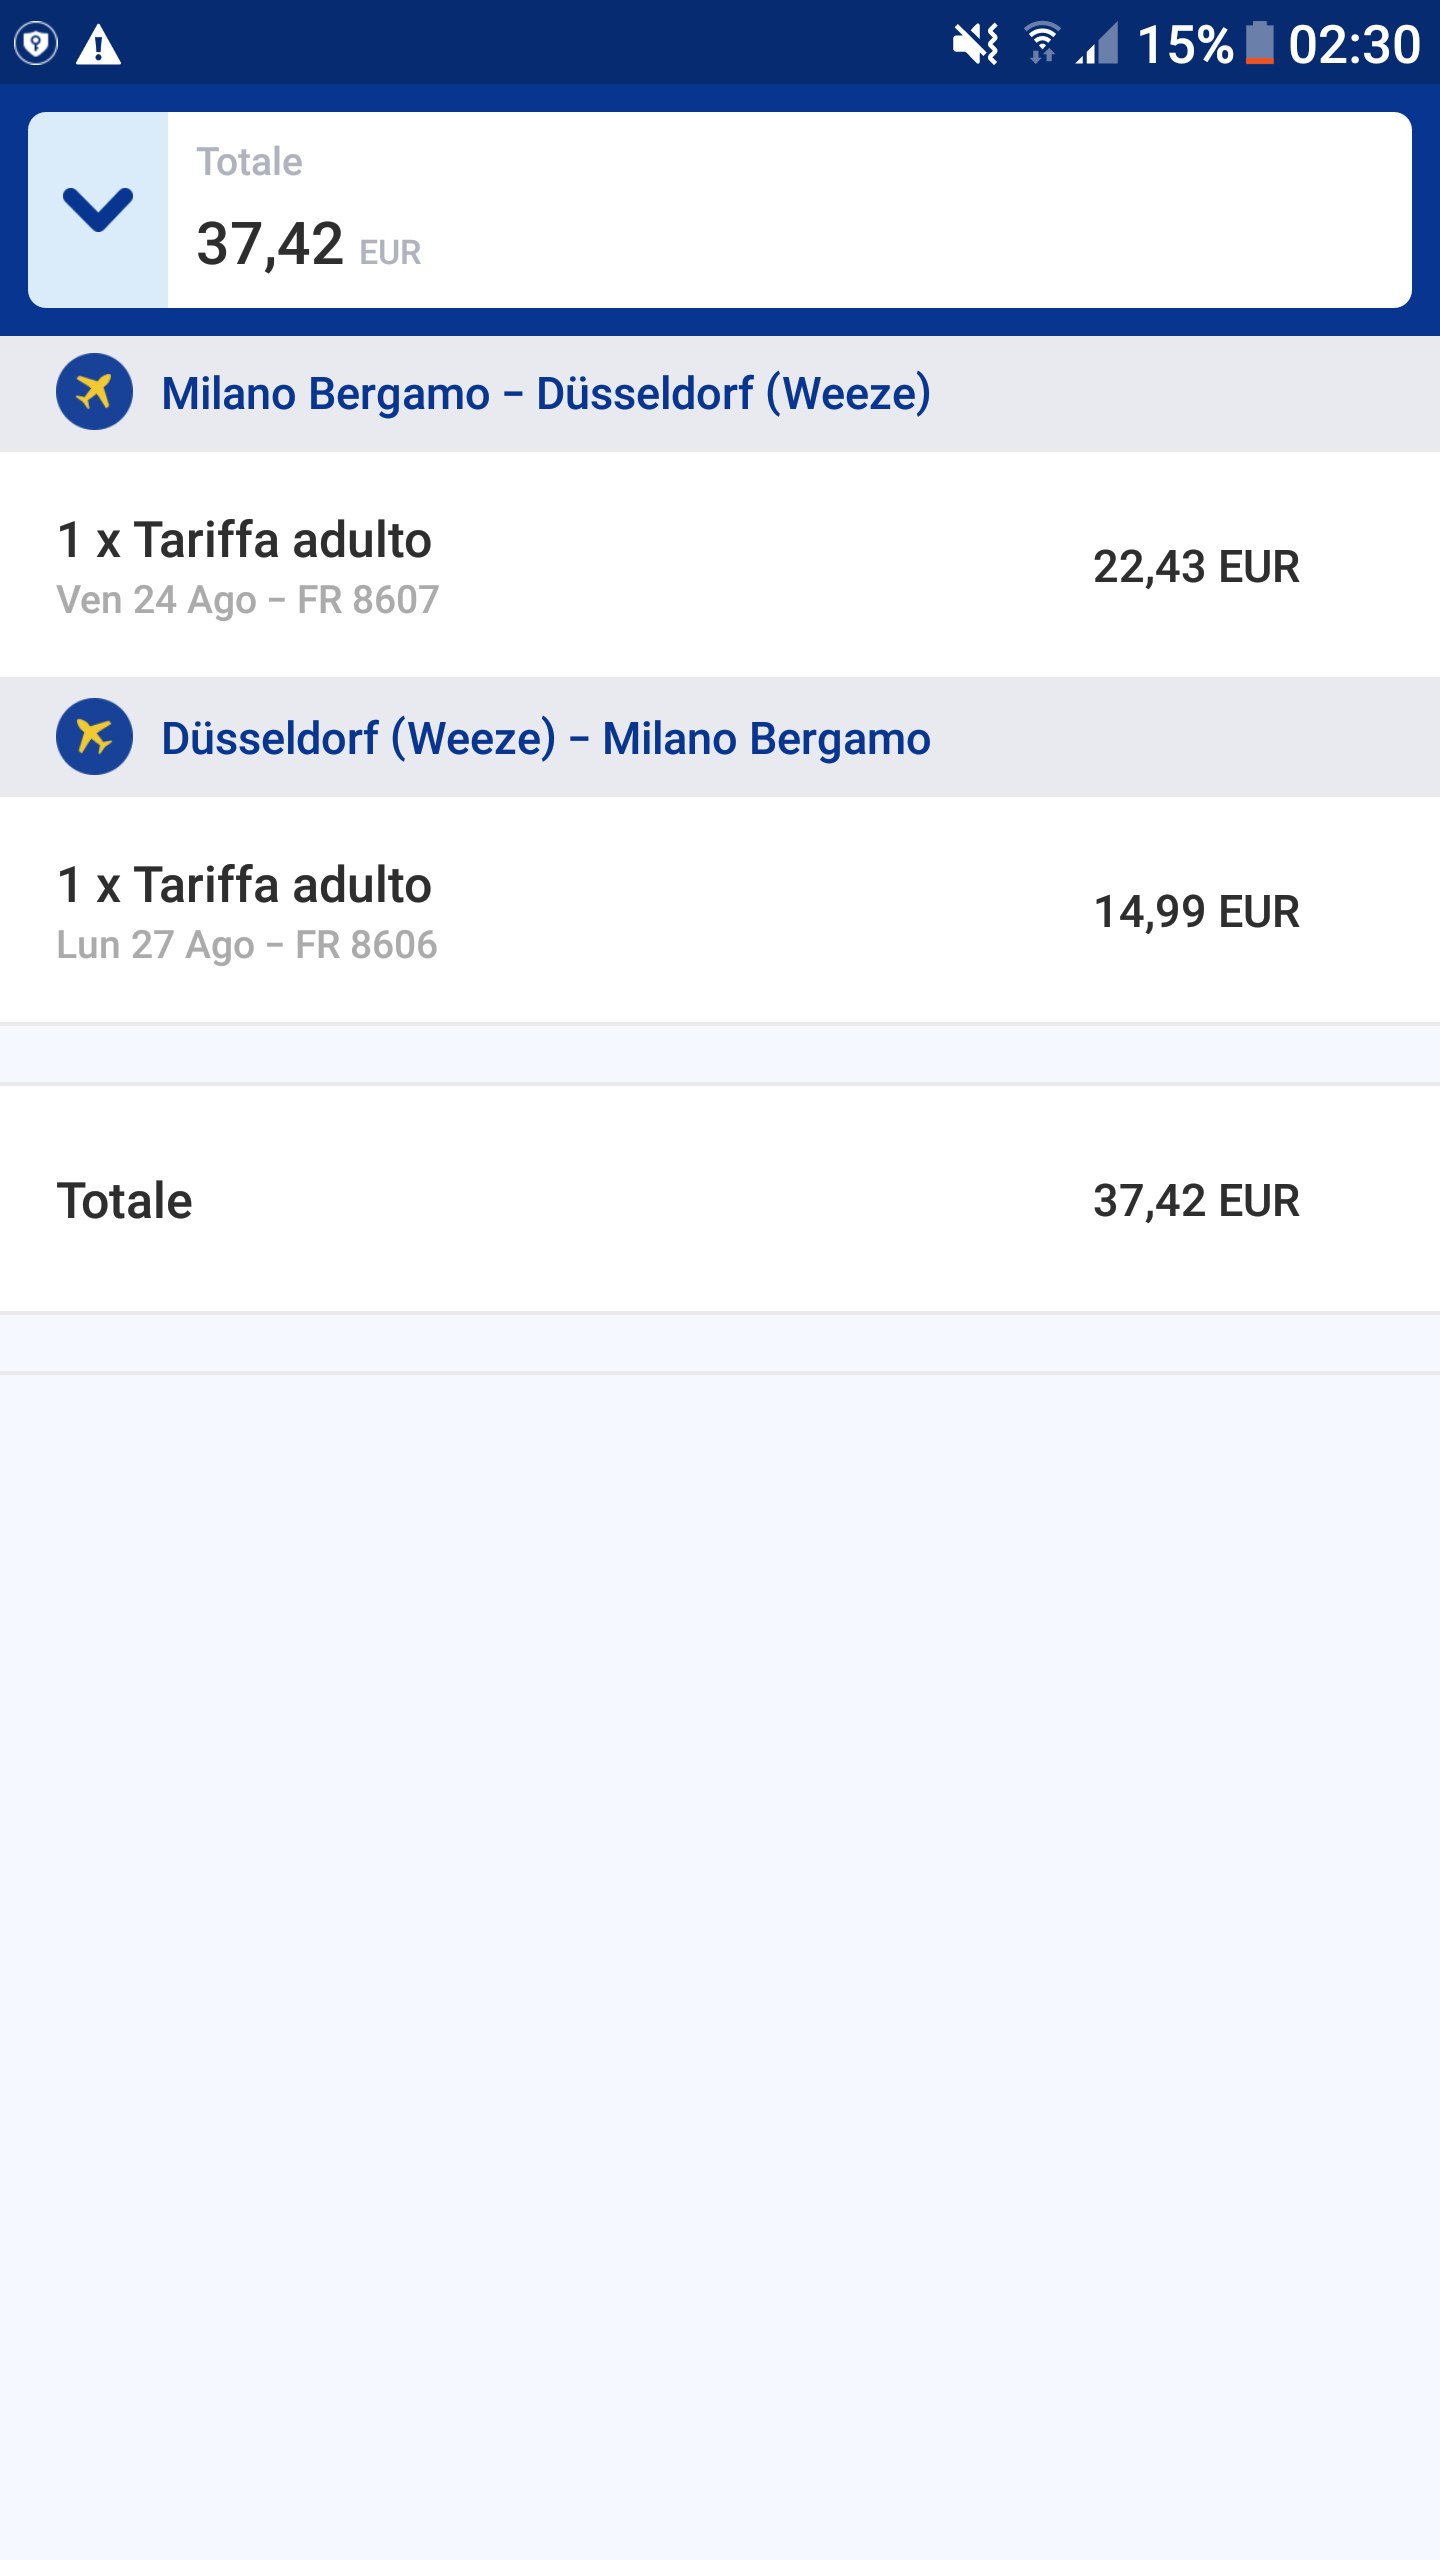 15% 02:30
Totale
37,42 EUR
Milano Bergamo – Düsseldorf (Weeze)
1 x Tariffa adulto
22,43 EUR
Ven 24 Ago – FR 8607
Düsseldorf (Weeze) – Milano Bergamo
1 x Tariffa adulto
14,99 EUR
Lun 27 Ago – FR 8606
Totale 37,42 EUR